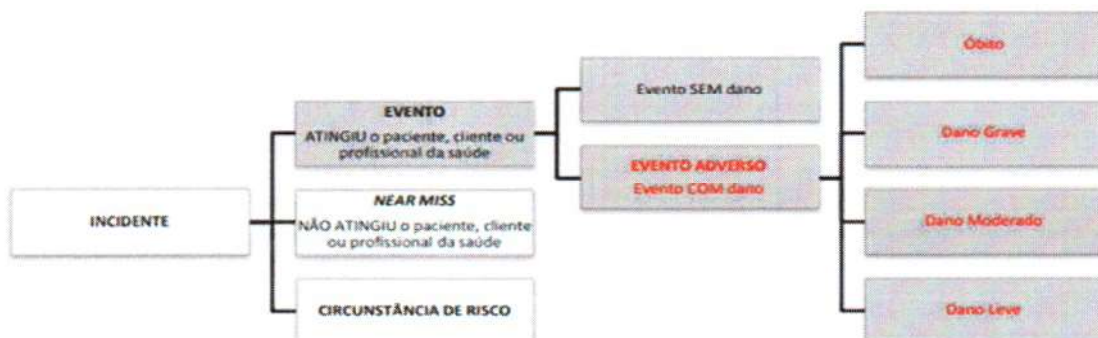 INCIDENTE
EVENTO
ATINGIU o paciente, cliente ou
profissional da saúde
NEAR MISS
NÃO ATINGIU o paciente, cliente
ou profissional da saúde
CIRCUNSTÂNCIA DE RISCO
Evento SEM dano
EVENTO ADVERSO
Evento COM dano
Óbito
Dano Grave
Dano Moderado
Dano Leve